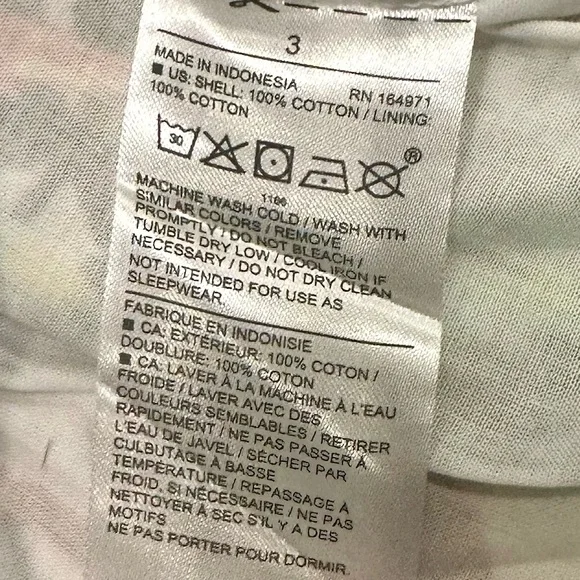 3
MADE IN INDONESIA RN 164971
■ US: SHELL: 100% COTTON / LINING:
100% COTTON
30
®
1166
MACHINE WASH COLD / WASH WITH
SIMILAR COLORS / REMOVE
PROMPTLY / DO NOT BLEACH /
TUMBLE DRY LOW / COOL IRON IF
NECESSARY / DO NOT DRY CLEAN
NOT INTENDED FOR USE AS
SLEEPWEAR.
FABRIQUE EN INDONISIE
■ CA: EXTÉRIEUR: 100% COTON /
DOUBLURE: 100% COTON
■ CA: LAVER À LA MACHINE À L'EAU
FROIDE / LAVER AVEC DES
COULEURS SEMBLABLES / RETIRER
RAPIDEMENT / NE PAS PASSER À
L'EAU DE JAVEL / SÉCHER PAR
CULBUTAGE À BASSE
TEMPÉRATURE / REPASSAGE À
FROID, SI NÉCESSAIRE / NE PAS
NETTOYER À SEC S'IL Y A DES
MOTIFS
NE PAS PORTER POUR DORMIR.